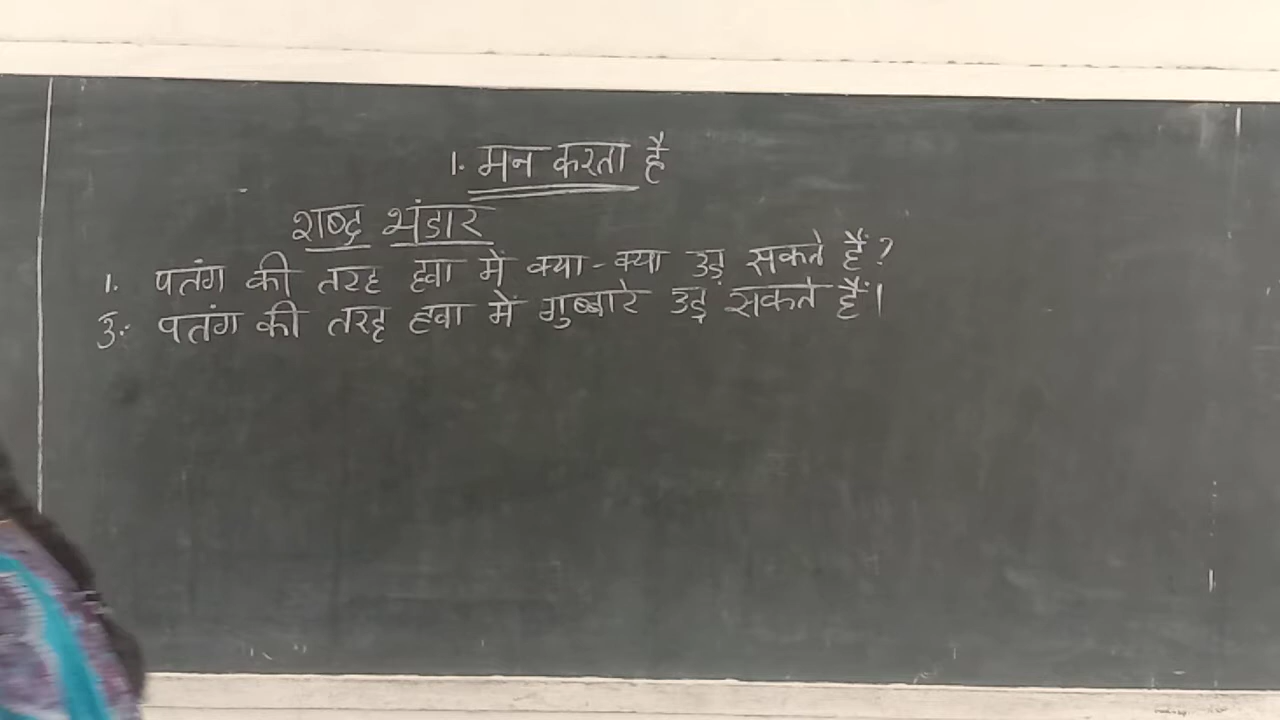 1. मन करता है
शब्द भंडार
1. पतंग की तरह हवा में क्या-क्या उड़ सकते हैं?
उ:- पतंग की तरह हवा में गुब्बारे उड़ सकते हैं।